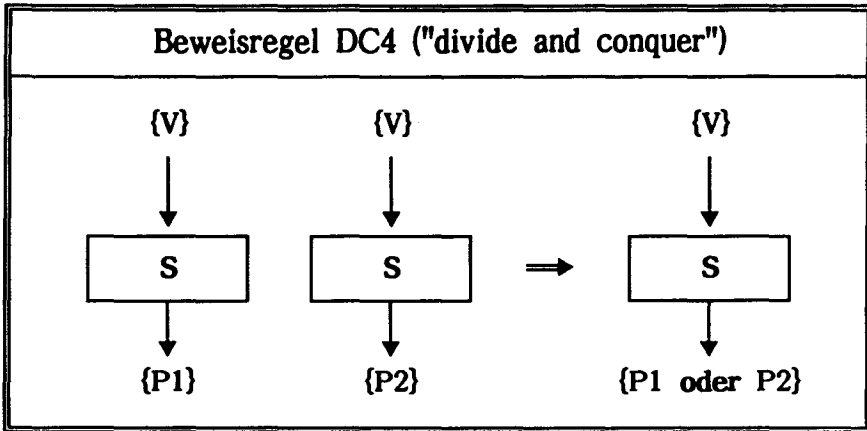 Beweisregel DC4 ("divide and conquer")
{V} {V} {V}
S S ⇒ S
{P1} {P2} {P1 oder P2}